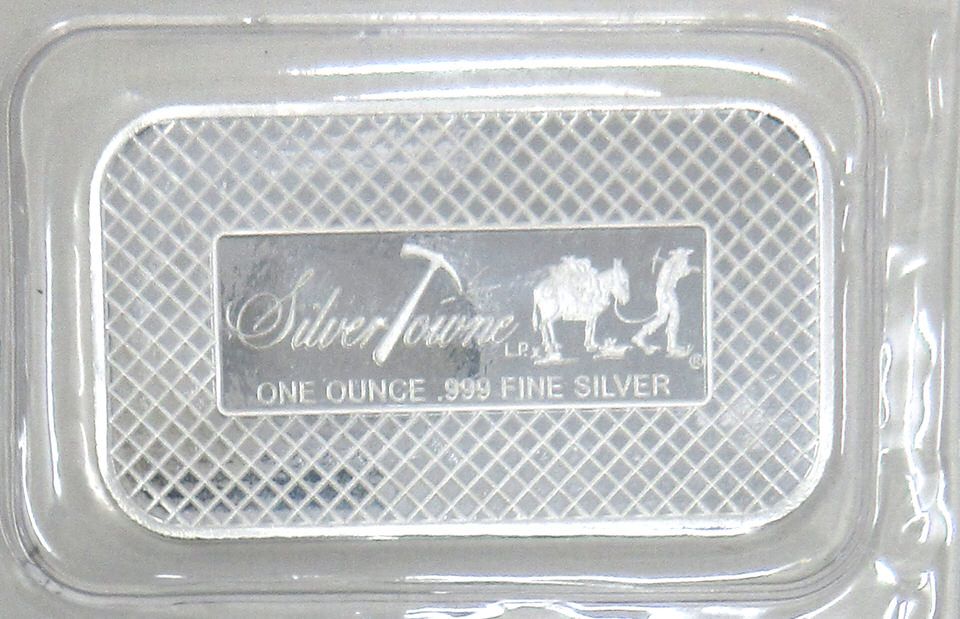 SilverTowne
L.P.
®
ONE OUNCE .999 FINE SILVER